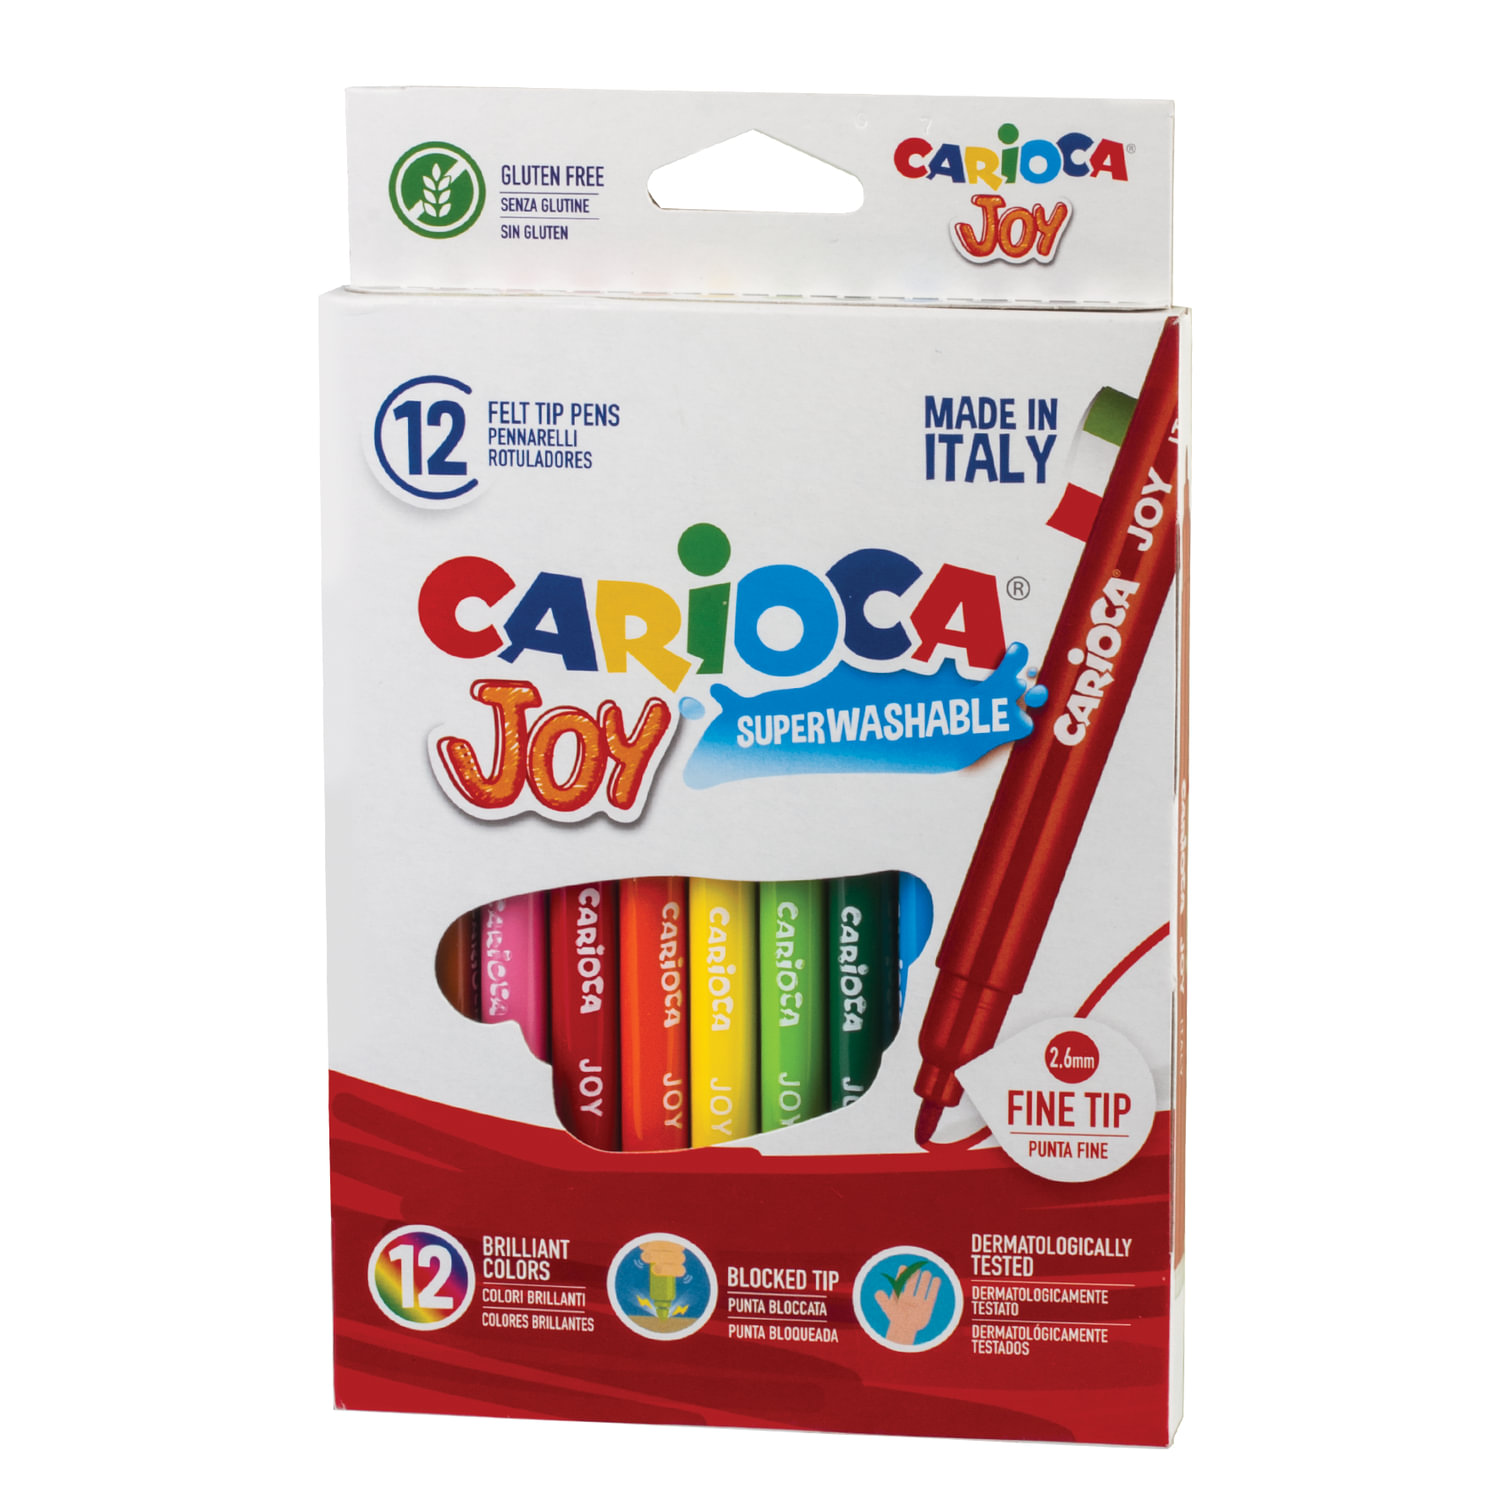 GLUTEN FREE
SENZA GLUTINE
SIN GLUTEN
CARIOCA®
JOY
12
FELT TIP PENS
PENNARELLI
ROTULADORES
MADE IN
ITALY
CARIOCA®
JOY
SUPERWASHABLE
CARIOCA® JOY
CARIOCA
CARIOCA JOY
CARIOCA JOY
CARIOCA JOY
CARIOCA JOY
CARIOCA
2.6mm
FINE TIP
PUNTA FINE
12
BRILLIANT
COLORS
COLORI BRILLANTI
COLORES BRILLANTES
BLOCKED TIP
PUNTA BLOCCATA
PUNTA BLOQUEADA
DERMATOLOGICALLY
TESTED
DERMATOLOGICAMENTE
TESTATO
DERMATOLÓGICAMENTE
TESTADOS